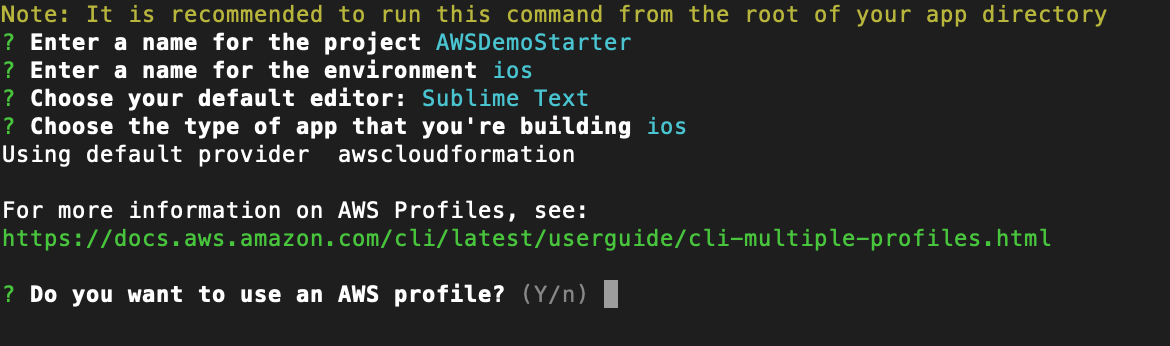 Note: It is recommended to run this command from the root of your app directory
? Enter a name for the project AWSDemoStarter
? Enter a name for the environment ios
? Choose your default editor: Sublime Text
? Choose the type of app that you're building ios
Using default provider  awscloudformation
For more information on AWS Profiles, see:
https://docs.aws.amazon.com/cli/latest/userguide/cli-multiple-profiles.html
? Do you want to use an AWS profile? (Y/n)